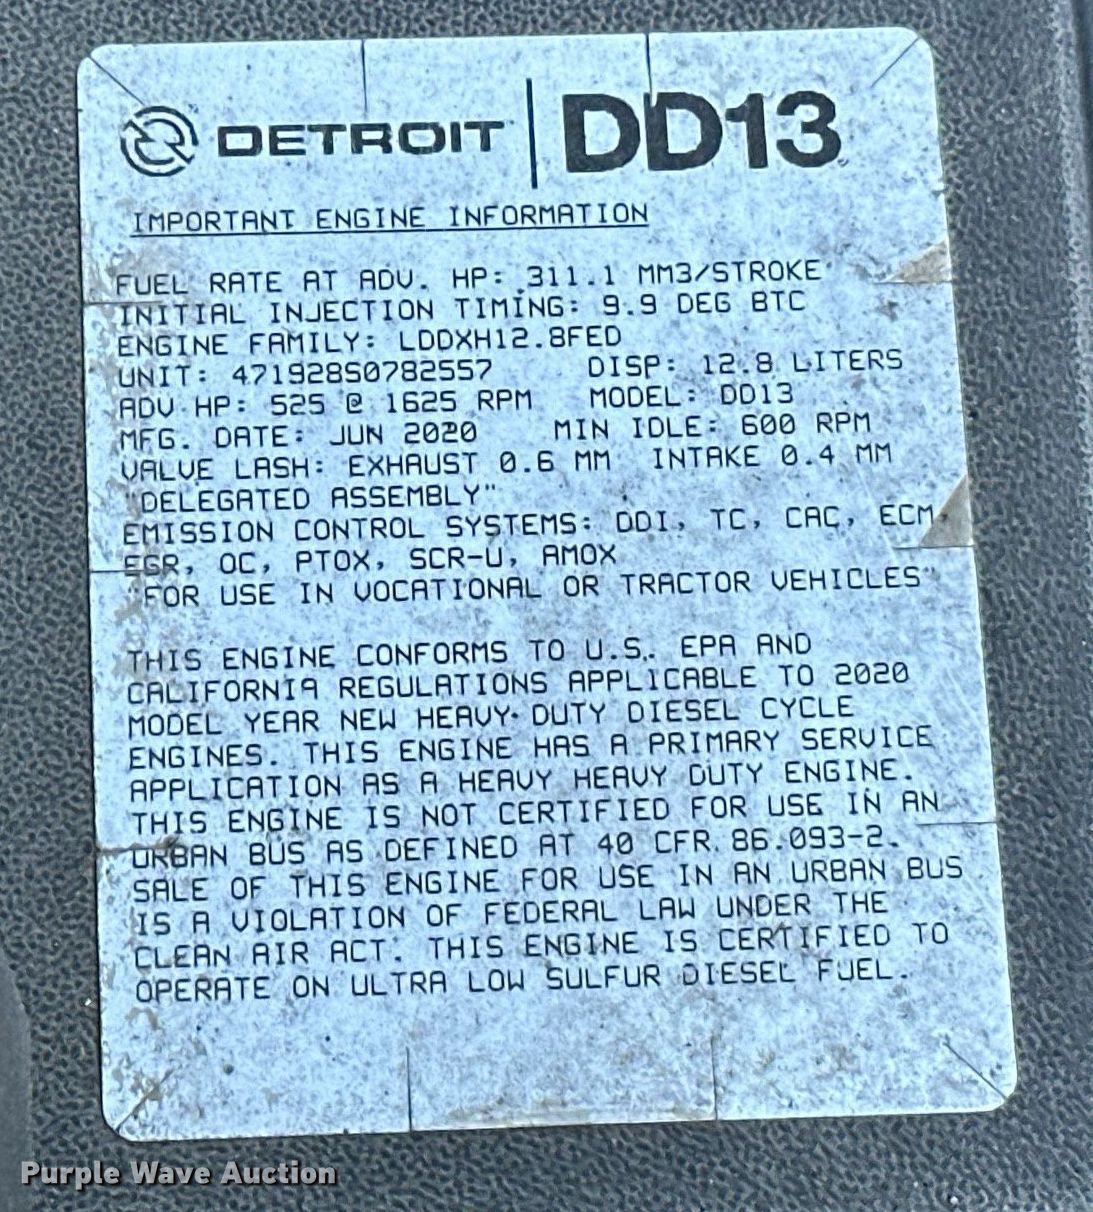 DETROIT | DD13
IMPORTANT ENGINE INFORMATION
FUEL RATE AT ADV. HP: 311.1 MM3/STROKE
INITIAL INJECTION TIMING: 9.9 DEG BTC
ENGINE FAMILY: LDDXH12.8FED
UNIT: 471928S0782557 DISP: 12.8 LITERS
ADV HP: 525 @ 1625 RPM MODEL: DD13
MFG. DATE: JUN 2020 MIN IDLE: 600 RPM
VALVE LASH: EXHAUST 0.6 MM INTAKE 0.4 MM
"DELEGATED ASSEMBLY"
EMISSION CONTROL SYSTEMS: DDI, TC, CAC, ECM,
EGR, OC, PTOX, SCR-U, AMOX
"FOR USE IN VOCATIONAL OR TRACTOR VEHICLES"
THIS ENGINE CONFORMS TO U.S. EPA AND
CALIFORNIA REGULATIONS APPLICABLE TO 2020
MODEL YEAR NEW HEAVY-DUTY DIESEL CYCLE
ENGINES. THIS ENGINE HAS A PRIMARY SERVICE
APPLICATION AS A HEAVY HEAVY DUTY ENGINE.
THIS ENGINE IS NOT CERTIFIED FOR USE IN AN
URBAN BUS AS DEFINED AT 40 CFR 86.093-2.
SALE OF THIS ENGINE FOR USE IN AN URBAN BUS
IS A VIOLATION OF FEDERAL LAW UNDER THE
CLEAN AIR ACT. THIS ENGINE IS CERTIFIED TO
OPERATE ON ULTRA LOW SULFUR DIESEL FUEL.
Purple Wave Auction